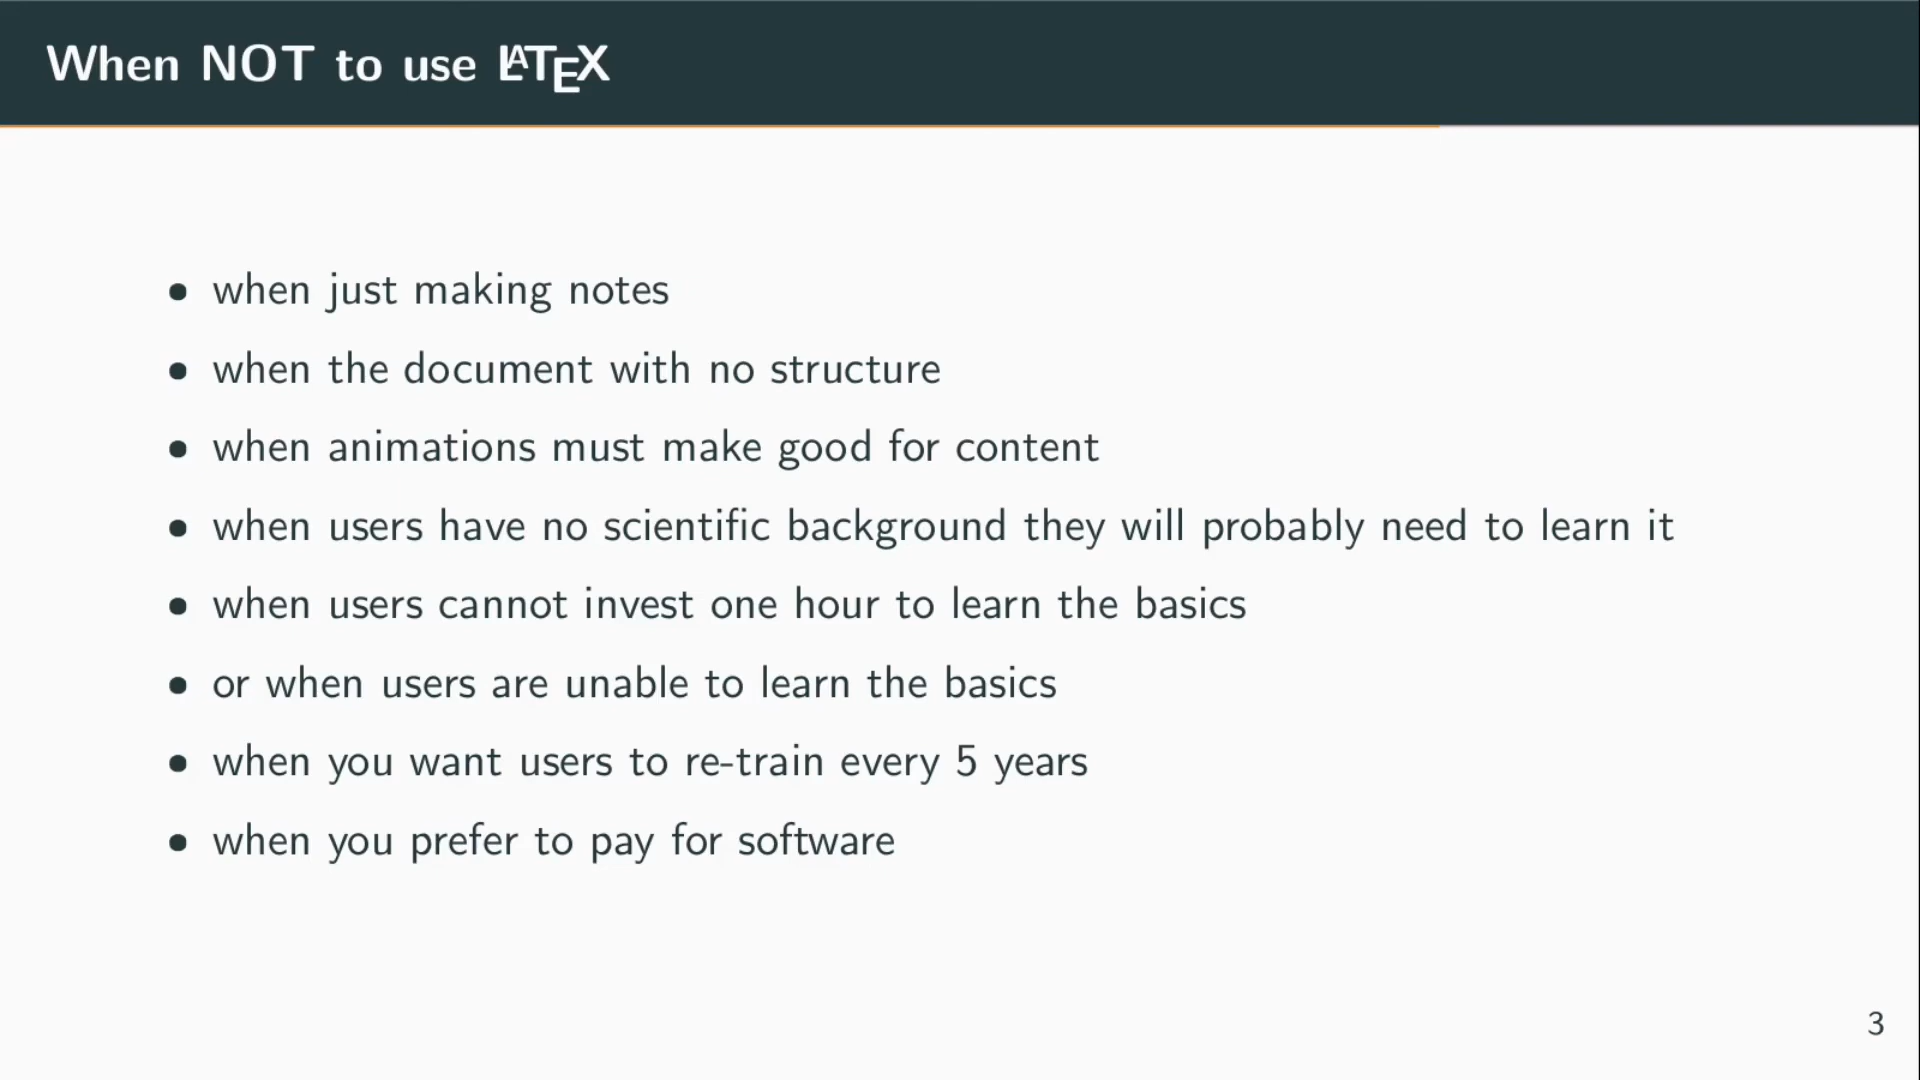 When NOT to use LATEX
• when just making notes
• when the document with no structure
• when animations must make good for content
• when users have no scientific background they will probably need to learn it
• when users cannot invest one hour to learn the basics
• or when users are unable to learn the basics
• when you want users to re-train every 5 years
• when you prefer to pay for software
3